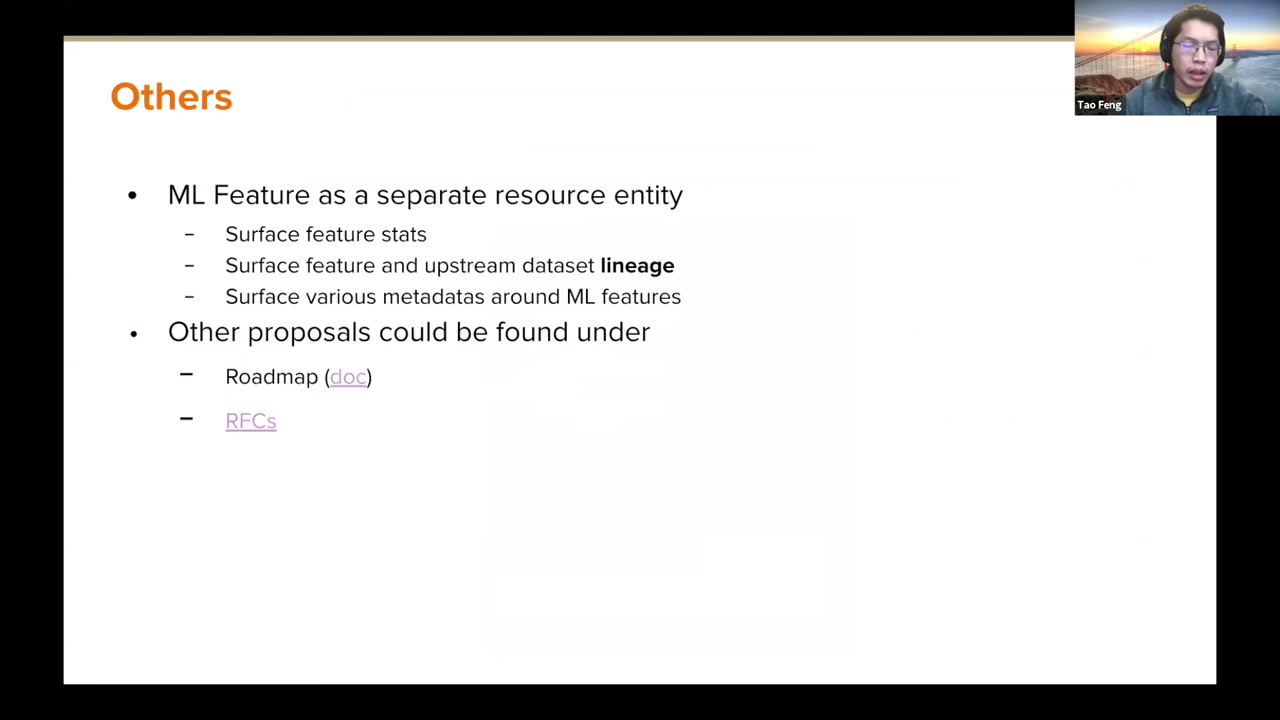 Others
Tao Feng
• ML Feature as a separate resource entity
– Surface feature stats
– Surface feature and upstream dataset lineage
– Surface various metadatas around ML features
• Other proposals could be found under
– Roadmap (doc)
– RFCs